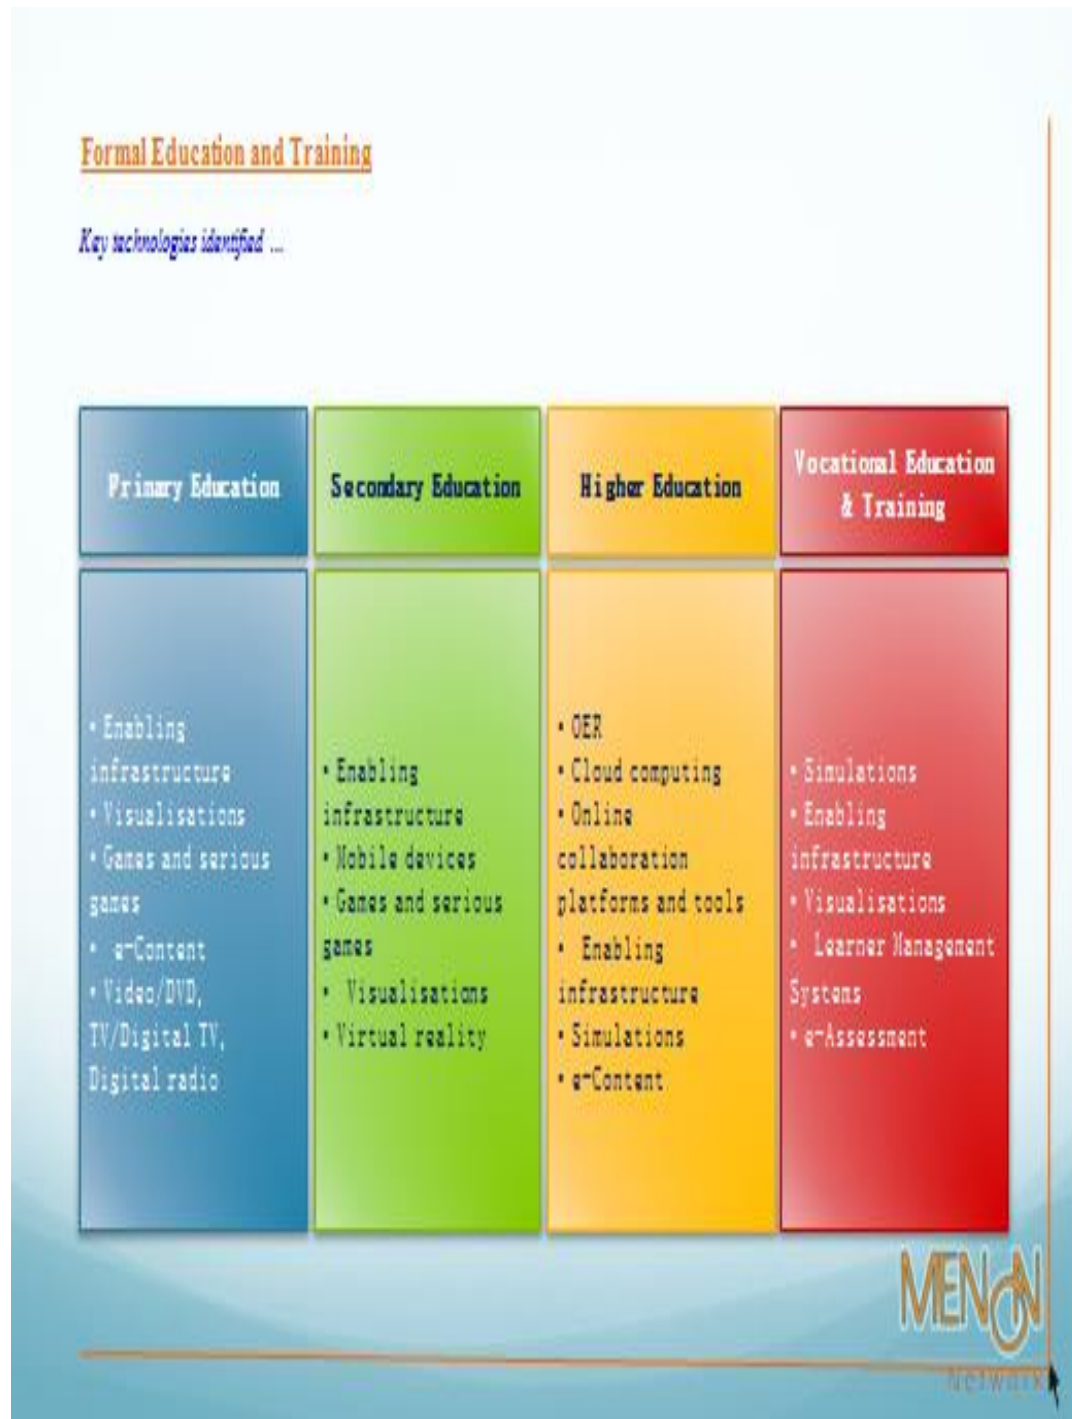 Formal Education and Training
Key technologies identified ...
Primary Education
• Enabling
infrastructure
• Visualisations
• Games and serious
games
• e-Content
• Video/DVD,
TV/Digital TV,
Digital radio
Secondary Education
• Enabling
infrastructure
• Mobile devices
• Games and serious
games
• Visualisations
• Virtual reality
Higher Education
• OER
• Cloud computing
• Online
collaboration
platforms and tools
• Enabling
infrastructure
• Simulations
• e-Content
Vocational Education
& Training
• Simulations
• Enabling
infrastructure
• Visualisations
• Learner Management
Systems
• e-Assessment
MENON
Network